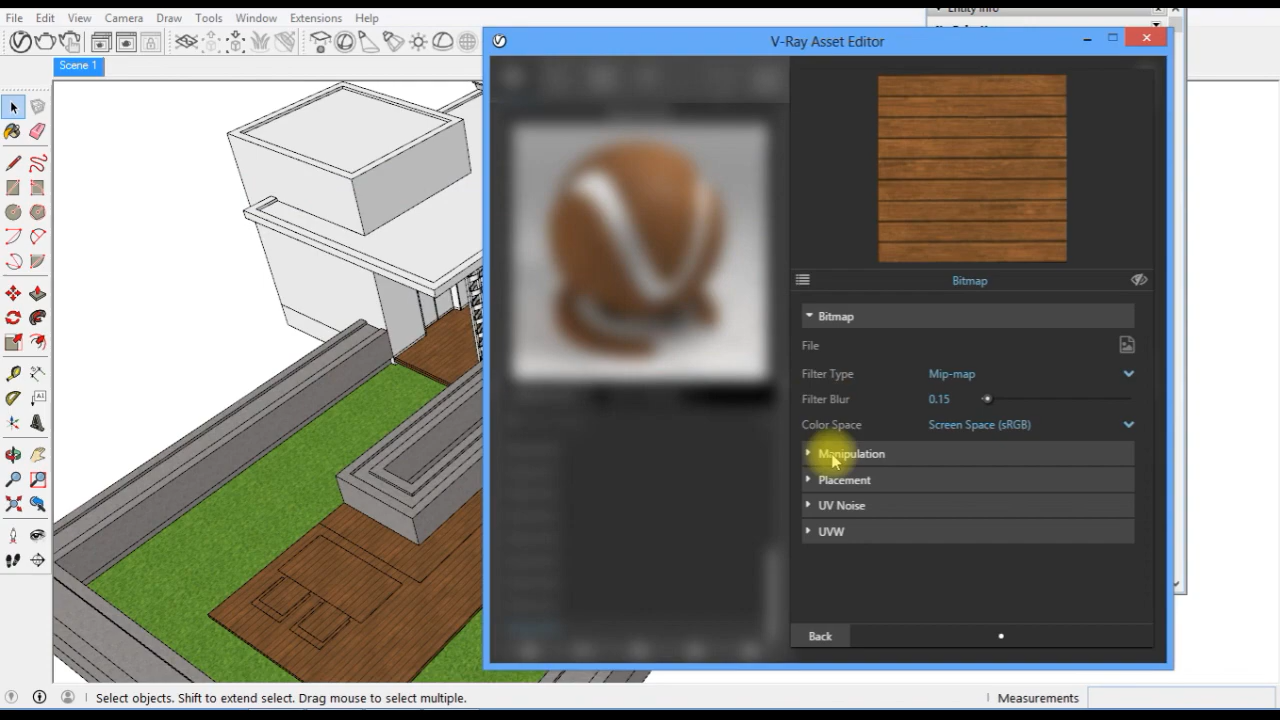 Entity Info
File Edit View Camera Draw Tools Window Extensions Help
V-Ray Asset Editor
Scene 1
Bitmap
Bitmap
File
Filter Type Mip-map
Filter Blur 0.15
Color Space Screen Space (sRGB)
Manipulation
Placement
UV Noise
UVW
Back
Select objects. Shift to extend select. Drag mouse to select multiple.
Measurements